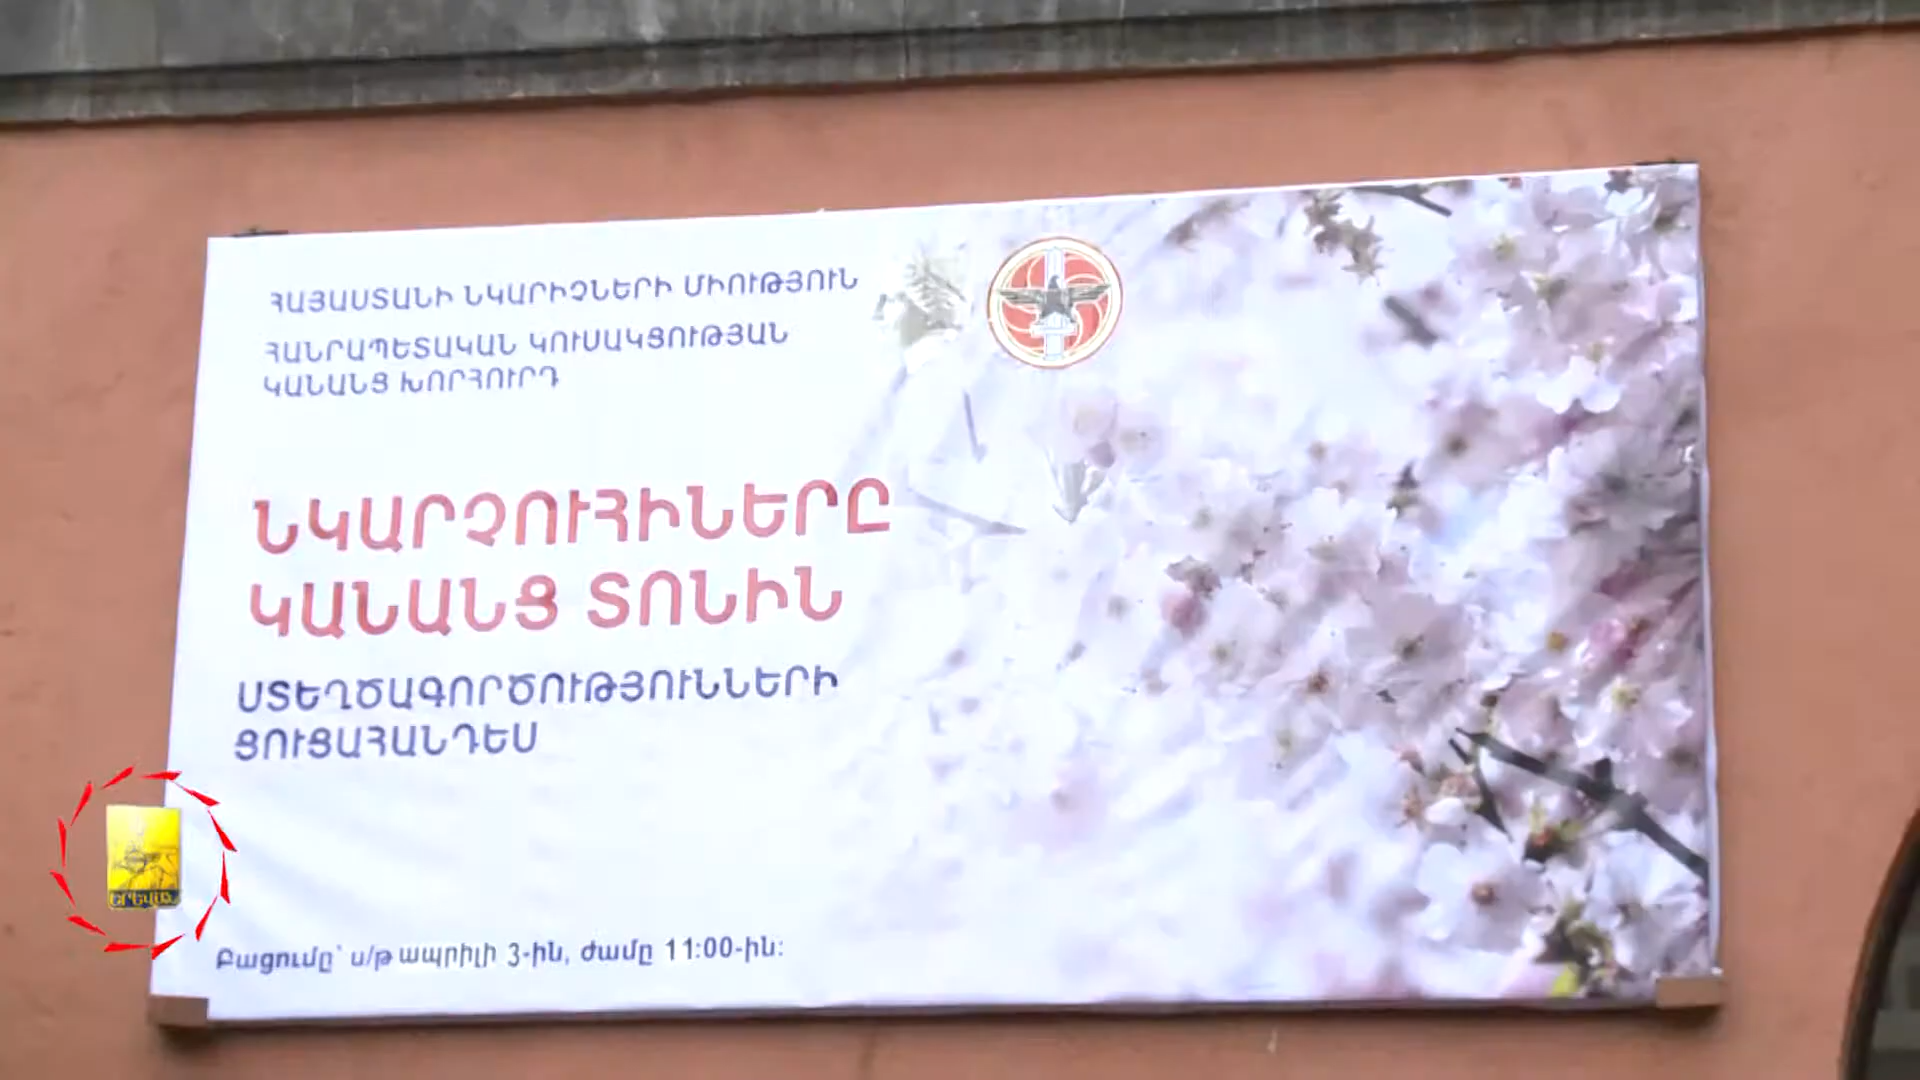 ՀԱՅԱՍՏԱՆԻ ՆԿԱՐԻՉՆԵՐԻ ՄԻՈՒԹՅՈՒՆ
ՀԱՆՐԱՊԵՏԱԿԱՆ ԿՈՒՍԱԿՑՈՒԹՅԱՆ
ԿԱՆԱՆՑ ԽՈՐՀՈՒՐԴ
ՆԿԱՐՉՈՒՀԻՆԵՐԸ
ԿԱՆԱՆՑ ՏՈՆԻՆ
ՍՏԵՂԾԱԳՈՐԾՈՒԹՅՈՒՆՆԵՐԻ
ՑՈՒՑԱՀԱՆԴԵՍ
Բացումը՝ ս/թ ապրիլի 3-ին, ժամը 11:00-ին:
ԵՐԵՎԱՆ